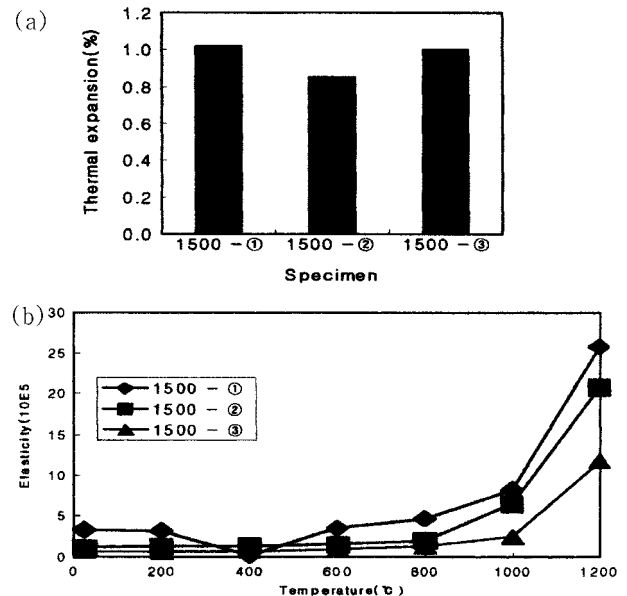 (a)
Thermal expansion(%)
1.2
1.0
0.8
0.6
0.4
0.2
0.0
1500 -① 1500 -② 1500 -③
Specimen
(b)
Elasticity(10E5
30
25
20
15
10
5
0
1500 - ①
1500 - ②
1500 - ③
0 200 400 600 800 1000 1200
Temperature(℃)